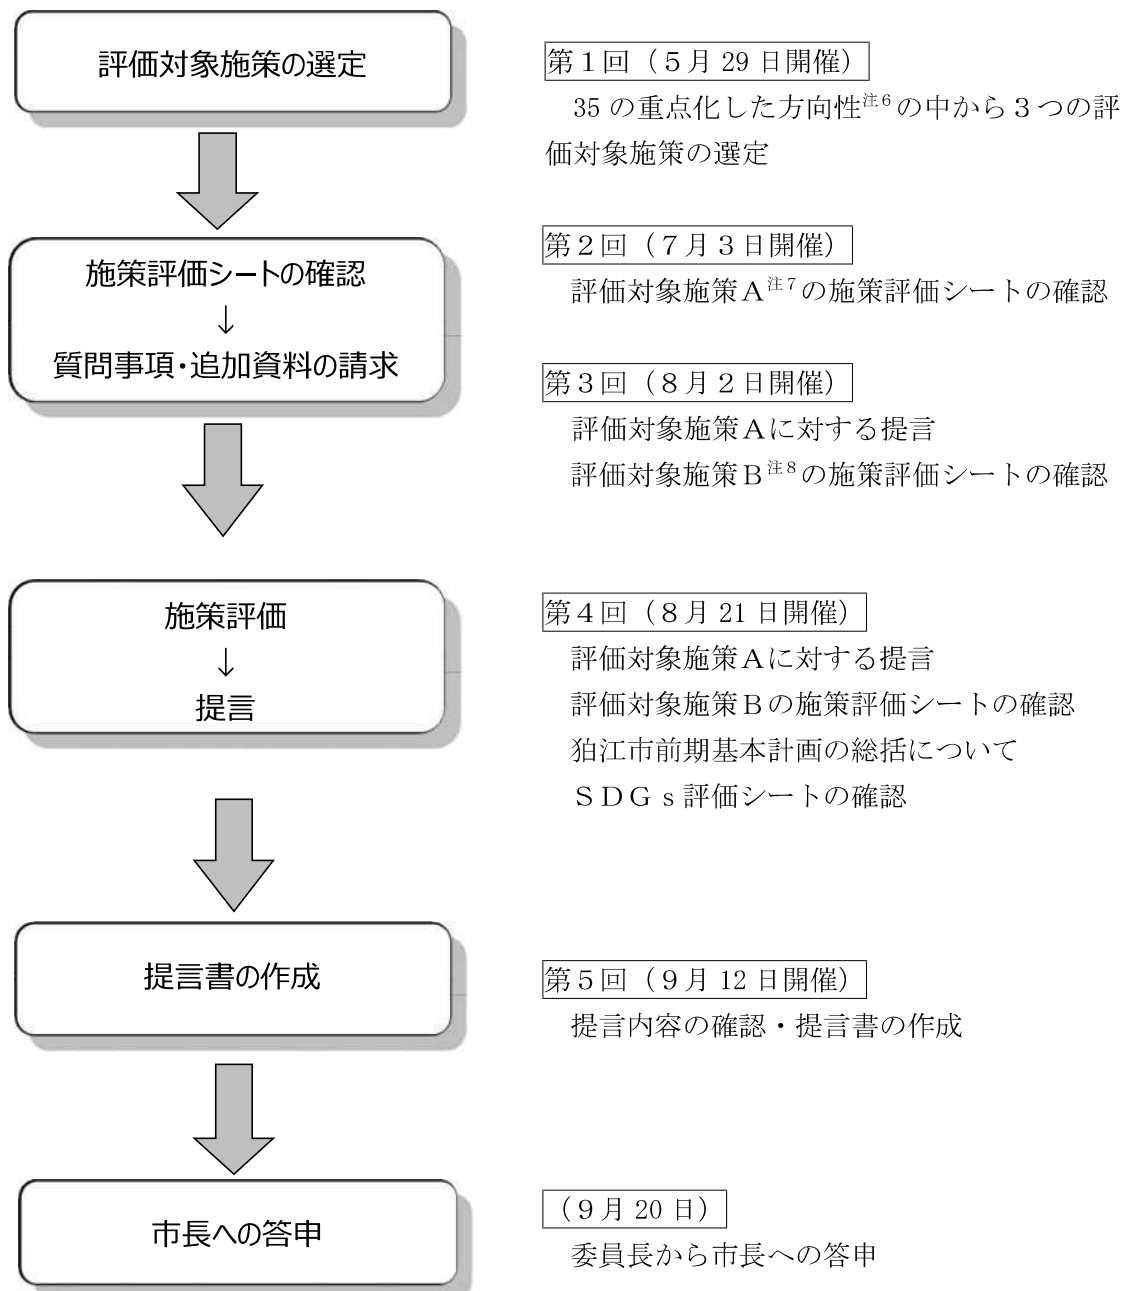 評価対象施策の選定
第1回（5月 29 日開催）
35 の重点化した方向性注6の中から3つの評
価対象施策の選定
施策評価シートの確認
↓
質問事項・追加資料の請求
第2回（7月3日開催）
評価対象施策A注7の施策評価シートの確認
第3回（8月2日開催）
評価対象施策Aに対する提言
評価対象施策B注8の施策評価シートの確認
施策評価
↓
提言
第4回（8月 21 日開催）
評価対象施策Aに対する提言
評価対象施策Bの施策評価シートの確認
狛江市前期基本計画の総括について
ＳＤＧｓ評価シートの確認
提言書の作成
第5回（9月 12 日開催）
提言内容の確認・提言書の作成
市長への答申
（9月 20 日）
委員長から市長への答申